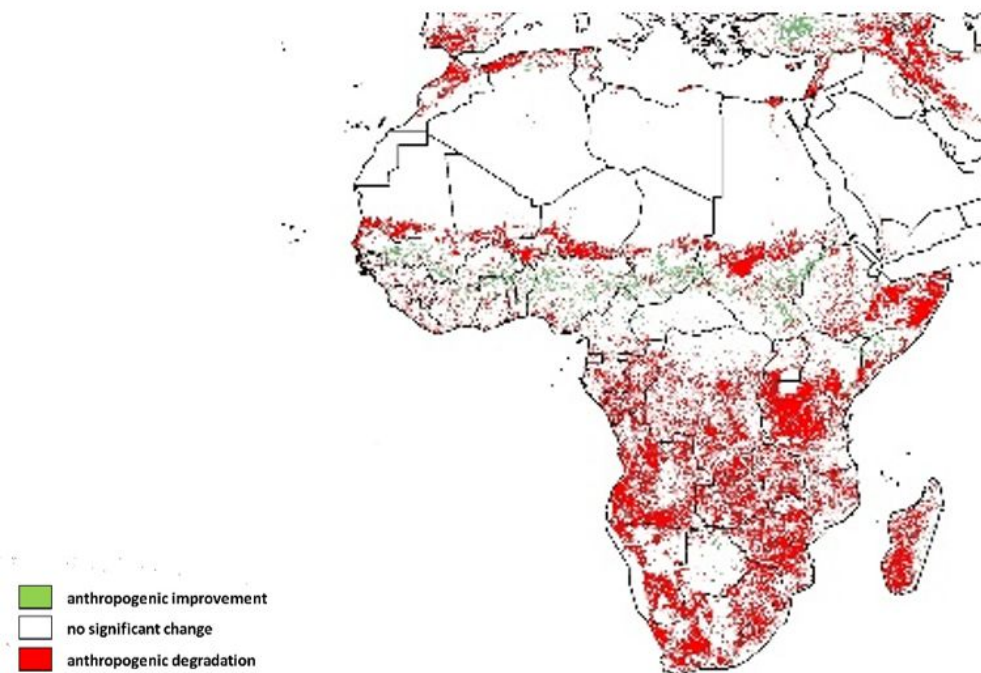 anthropogenic improvement
no significant change
anthropogenic degradation